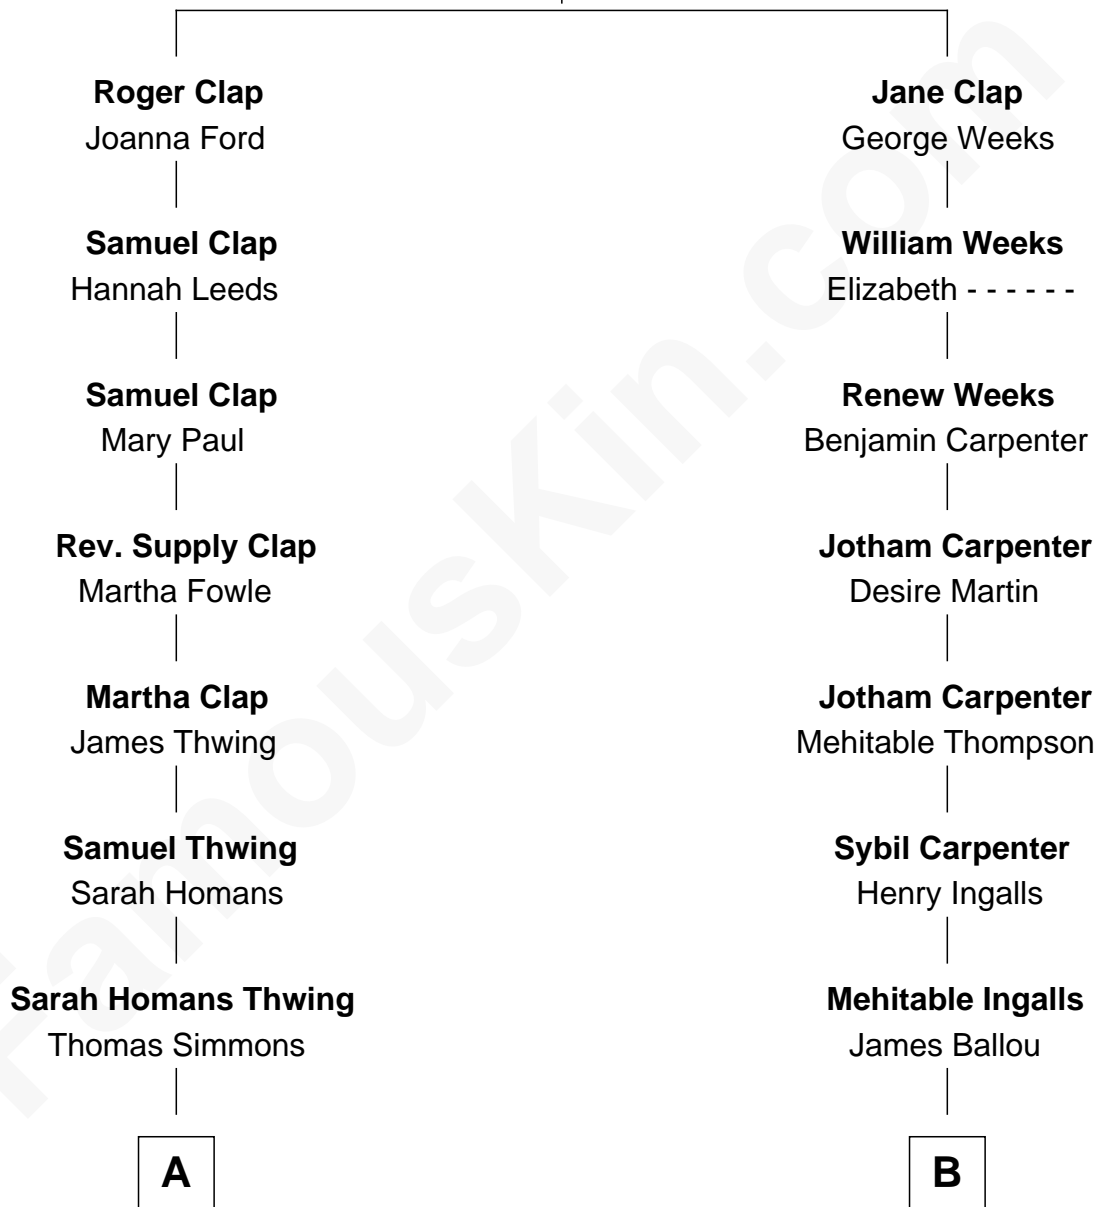 Roger Clap
Joanna Ford
Samuel Clap
Hannah Leeds
Samuel Clap
Mary Paul
Rev. Supply Clap
Martha Fowle
Martha Clap
James Thwing
Samuel Thwing
Sarah Homans
Sarah Homans Thwing
Thomas Simmons
A
Jane Clap
George Weeks
William Weeks
Elizabeth - - - - - -
Renew Weeks
Benjamin Carpenter
Jotham Carpenter
Desire Martin
Jotham Carpenter
Mehitable Thompson
Sybil Carpenter
Henry Ingalls
Mehitable Ingalls
James Ballou
B
FamousKin.com